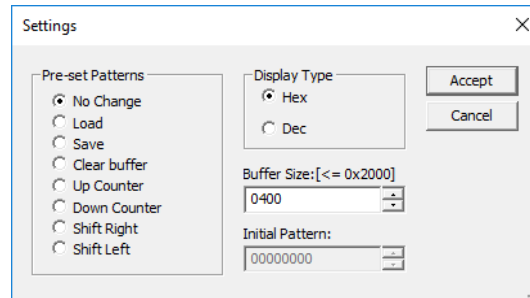 Settings
Pre-set Patterns
No Change
Load
Save
Clear buffer
Up Counter
Down Counter
Shift Right
Shift Left
Display Type
Hex
Dec
Buffer Size:[<= 0x2000]
0400
Initial Pattern:
00000000
Accept
Cancel